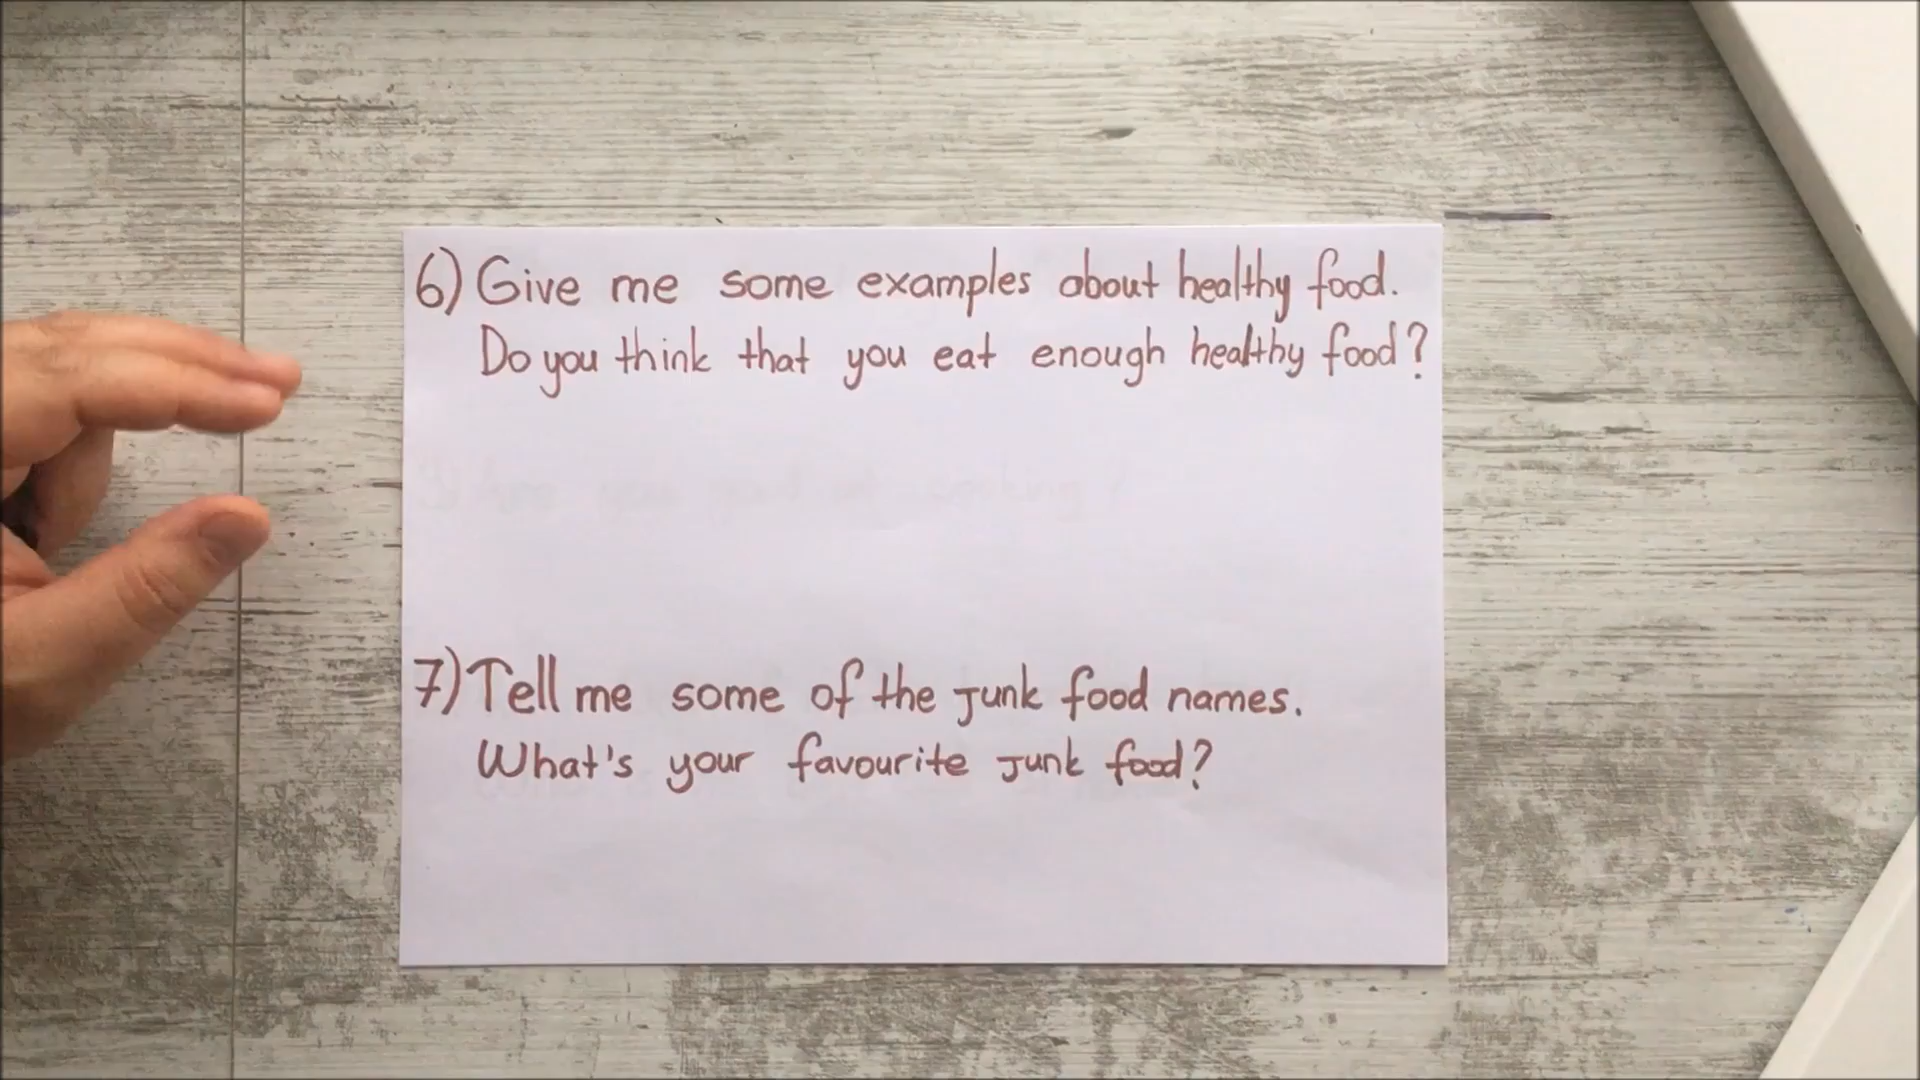 6) Give me some examples about healthy food.
Do you think that you eat enough healthy food?
7) Tell me some of the junk food names.
What's your favourite junk food?